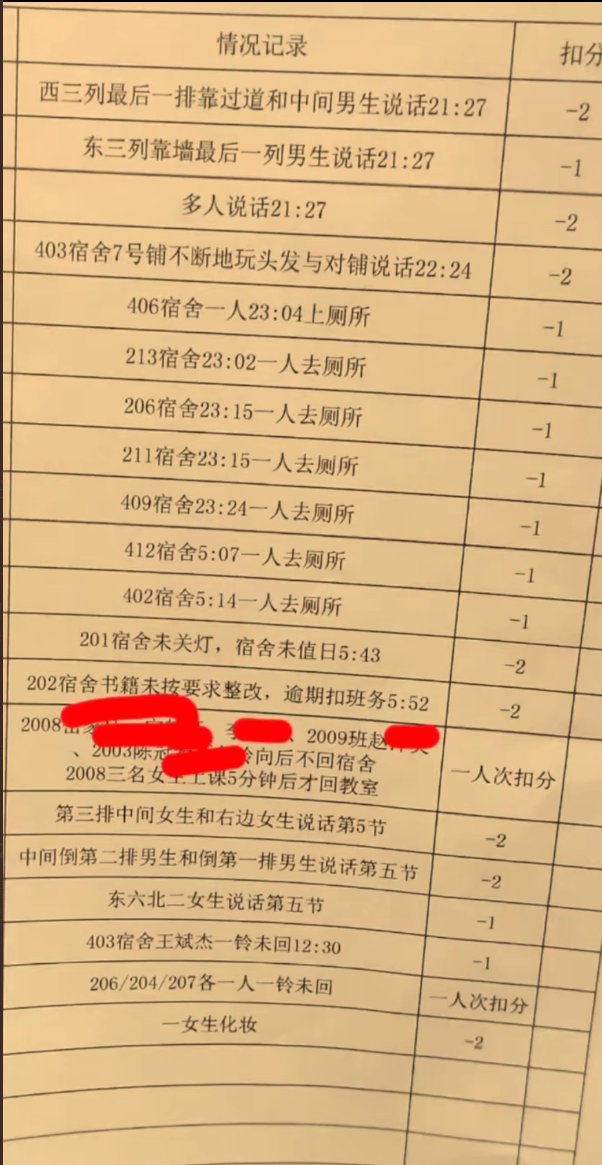 情况记录 扣分
西三列最后一排靠过道和中间男生说话21:27 -2
东三列靠墙最后一列男生说话21:27 -1
多人说话21:27 -2
403宿舍7号铺不断地玩头发与对铺说话22:24 -2
406宿舍一人23:04上厕所 -1
213宿舍23:02一人去厕所 -1
206宿舍23:15一人去厕所 -1
211宿舍23:15一人去厕所 -1
409宿舍23:24一人去厕所 -1
412宿舍5:07一人去厕所 -1
402宿舍5:14一人去厕所 -1
201宿舍未关灯，宿舍未值日5:43 -2
202宿舍书籍未按要求整改，逾期扣班务5:52 -2
2008 、2009班赵
、2003陈冠 铃向后不回宿舍 一人次扣分
2008三名女生上课5分钟后才回教室
第三排中间女生和右边女生说话第5节 -2
中间倒第二排男生和倒第一排男生说话第五节 -2
东六北二女生说话第五节 -1
403宿舍王斌杰一铃未回12:30 -1
206/204/207各一人一铃未回 一人次扣分
一女生化妆 -2